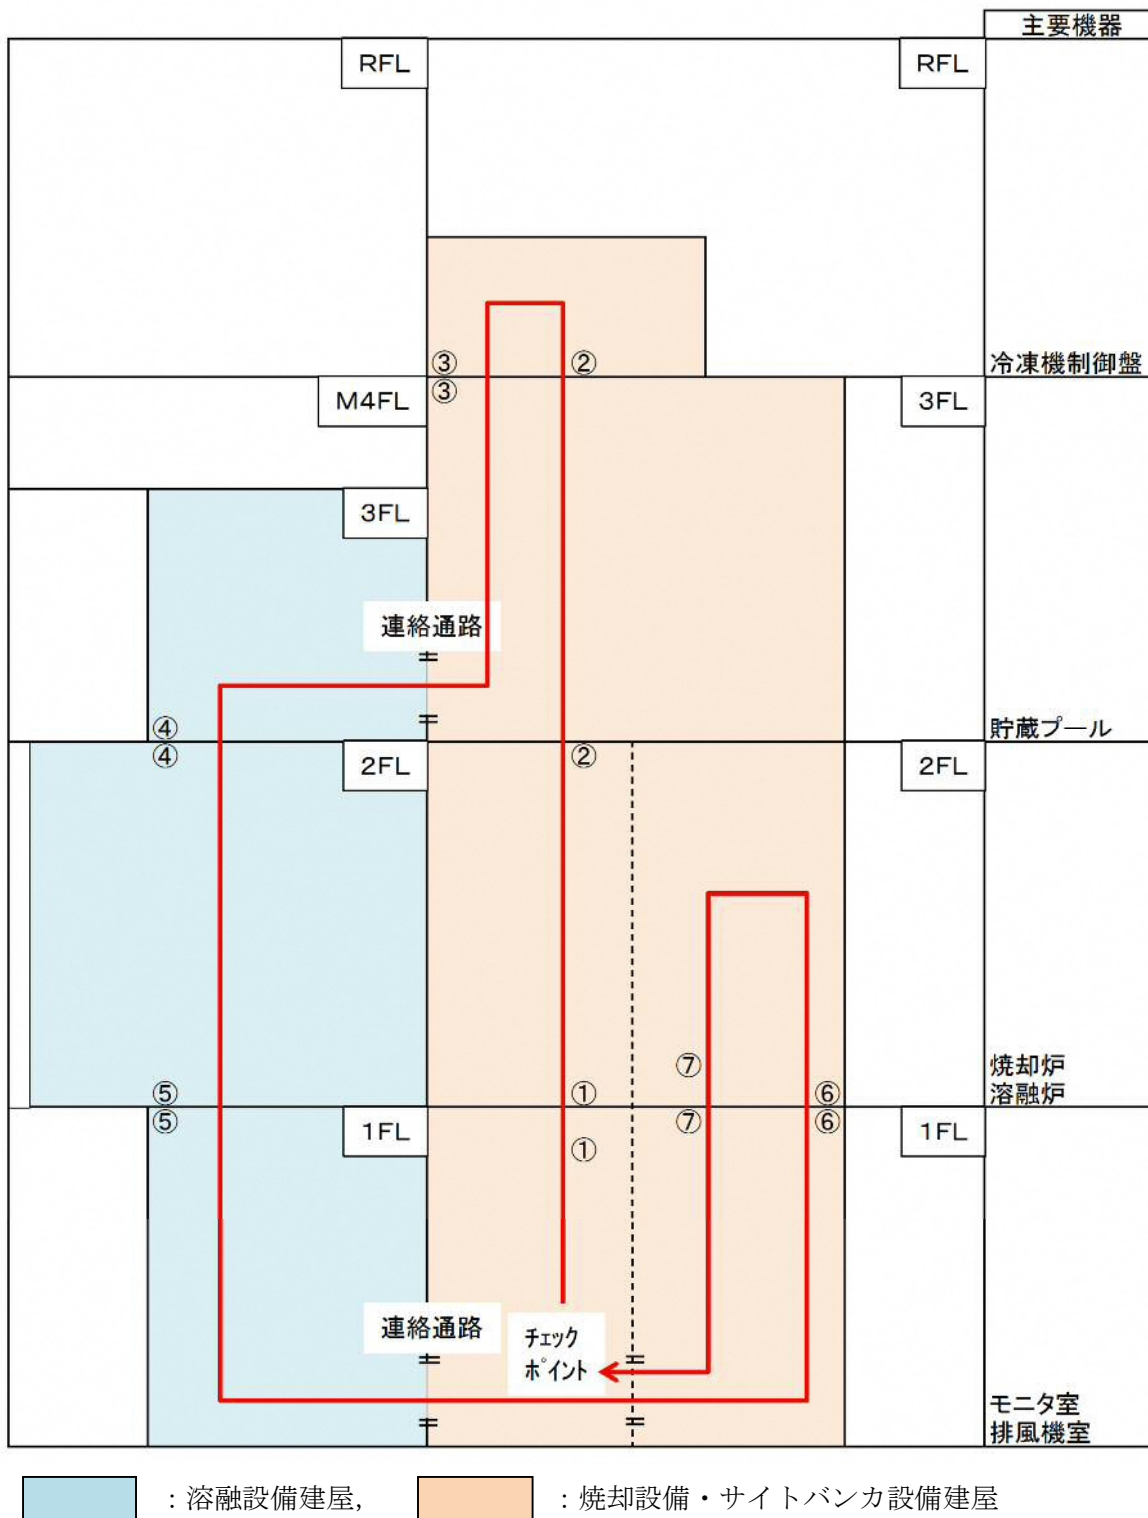 主要機器
RFL
RFL
③
②
冷凍機制御盤
M4FL
③
3FL
3FL
連絡通路
④
貯蔵プール
④
2FL
②
2FL
⑦
焼却炉
⑤
①
⑥
溶融炉
⑤
1FL
①
⑦
⑥
1FL
連絡通路
チェック
ポイント
モニタ室
排風機室
：溶融設備建屋,
：焼却設備・サイトバンカ設備建屋